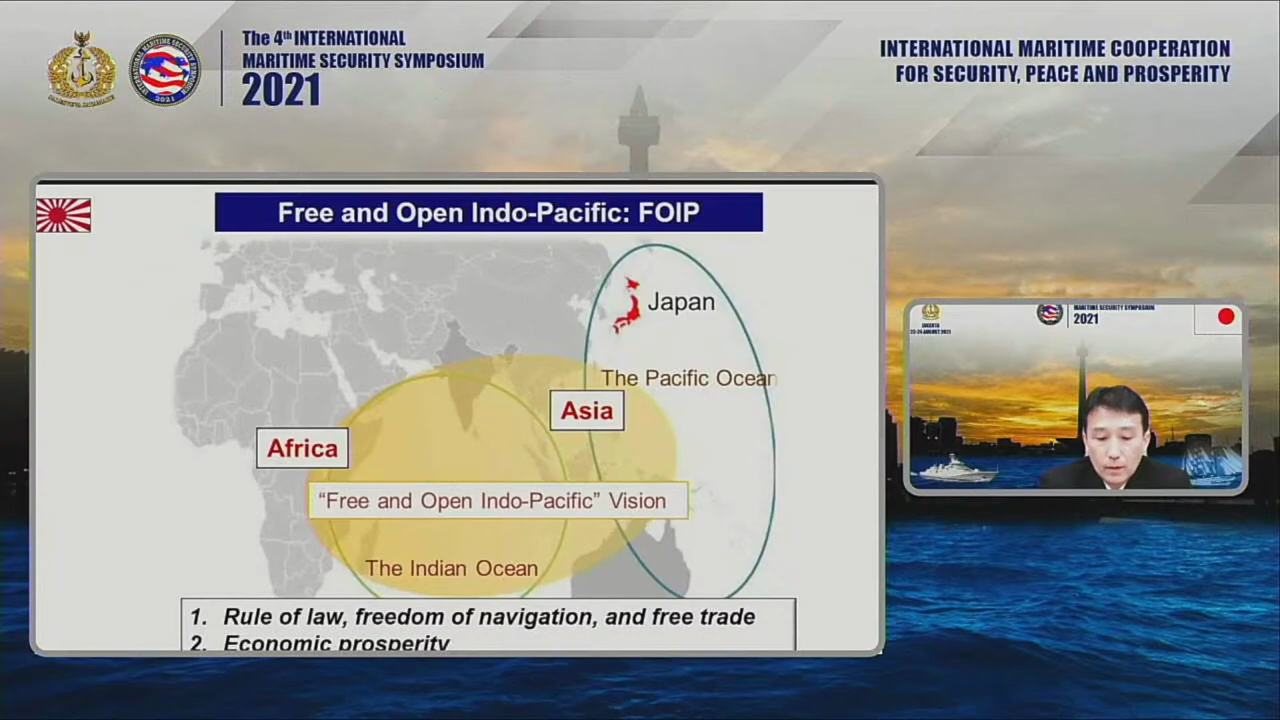 The 4th INTERNATIONAL
MARITIME SECURITY SYMPOSIUM
2021
INTERNATIONAL MARITIME COOPERATION
FOR SECURITY, PEACE AND PROSPERITY
2021
Free and Open Indo-Pacific: FOIP
Japan
The Pacific Ocean
Asia
Africa
"Free and Open Indo-Pacific" Vision
The Indian Ocean
1. Rule of law, freedom of navigation, and free trade
2. Economic prosperity
MARITIME SECURITY SYMPOSIUM
2021
JAKARTA